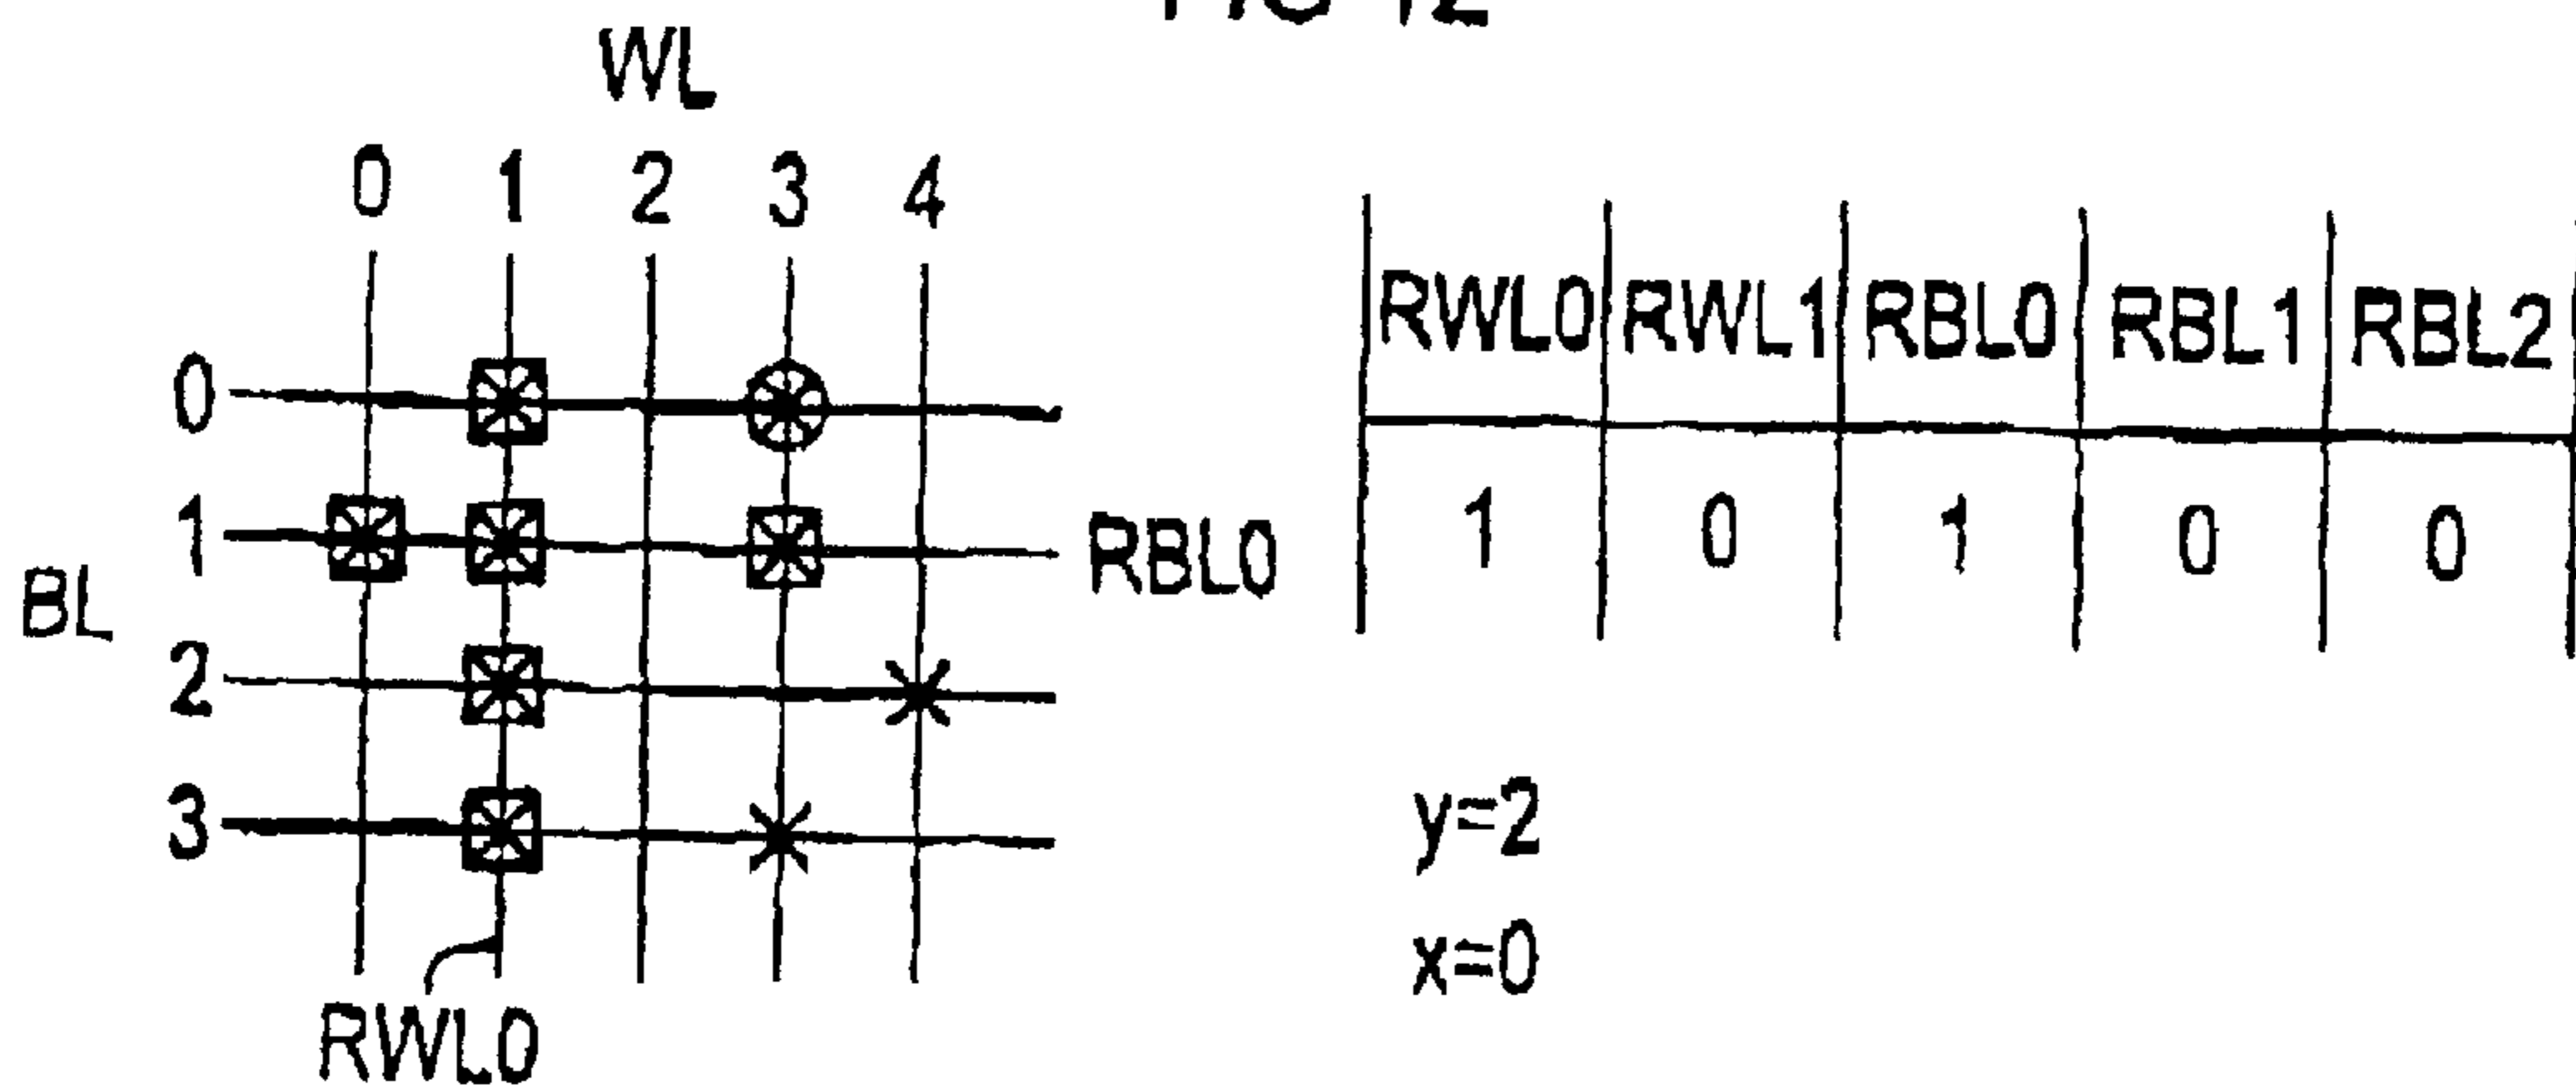 WL
0 1 2 3 4
RWL0 RWL1 RBL0 RBL1 RBL2
0
1 RBL0 1 0 1 0 0
BL
2
3 y=2
x=0
RWL0